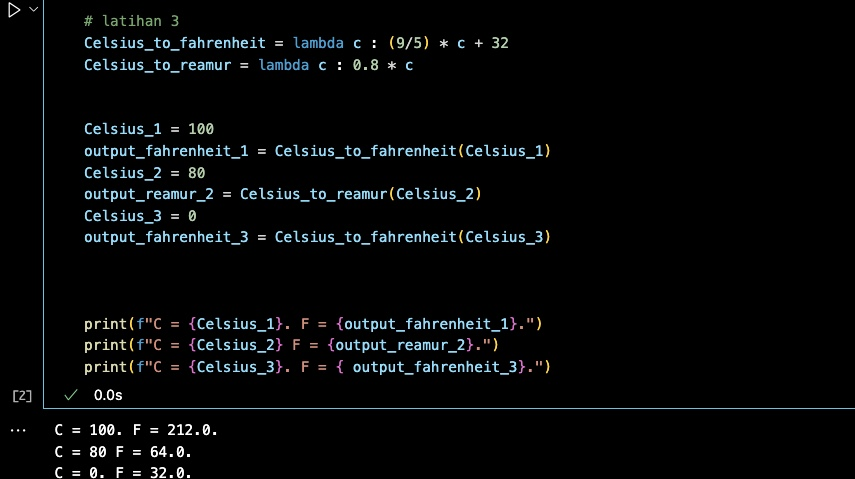 # latihan 3
Celsius_to_fahrenheit = lambda c : (9/5) * c + 32
Celsius_to_reamur = lambda c : 0.8 * c
Celsius_1 = 100
output_fahrenheit_1 = Celsius_to_fahrenheit(Celsius_1)
Celsius_2 = 80
output_reamur_2 = Celsius_to_reamur(Celsius_2)
Celsius_3 = 0
output_fahrenheit_3 = Celsius_to_fahrenheit(Celsius_3)
print(f"C = {Celsius_1}. F = {output_fahrenheit_1}.")
print(f"C = {Celsius_2} F = {output_reamur_2}.")
print(f"C = {Celsius_3}. F = { output_fahrenheit_3}.")
[2] ✓ 0.0s
... C = 100. F = 212.0.
C = 80 F = 64.0.
C = 0. F = 32.0.